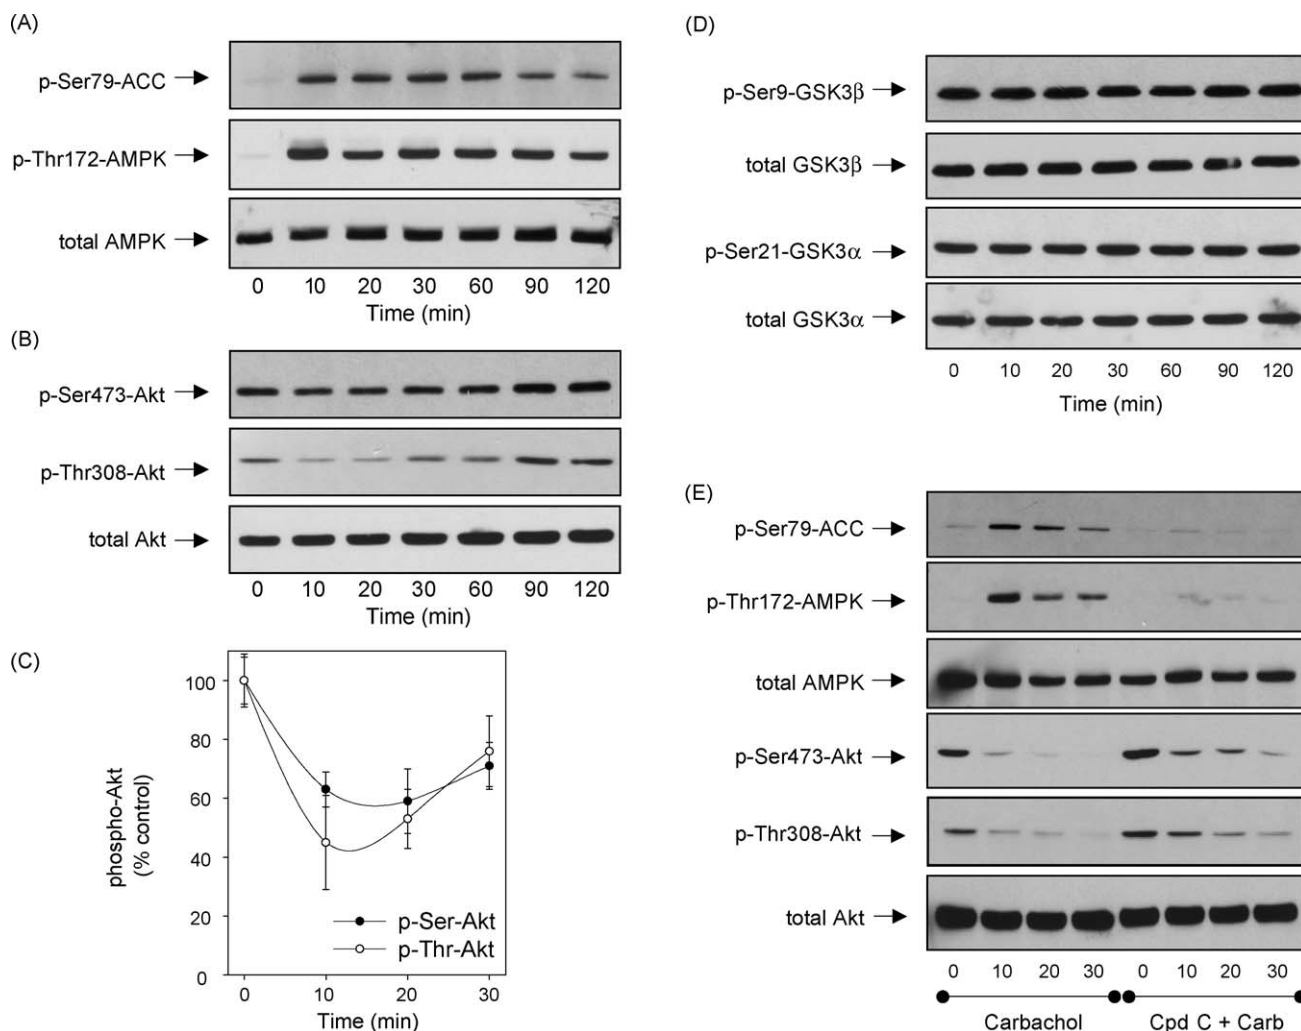 (A)
p-Ser79-ACC
p-Thr172-AMPK
total AMPK
0 10 20 30 60 90 120
Time (min)
(B)
p-Ser473-Akt
p-Thr308-Akt
total Akt
0 10 20 30 60 90 120
Time (min)
(C)
phospho-Akt
(% control)
100
80
60
40
20
0
p-Ser-Akt
p-Thr-Akt
0 10 20 30
Time (min)
(D)
p-Ser9-GSK3β
total GSK3β
p-Ser21-GSK3α
total GSK3α
0 10 20 30 60 90 120
Time (min)
(E)
p-Ser79-ACC
p-Thr172-AMPK
total AMPK
p-Ser473-Akt
p-Thr308-Akt
total Akt
0 10 20 30 0 10 20 30
Carbachol Cpd C + Carb